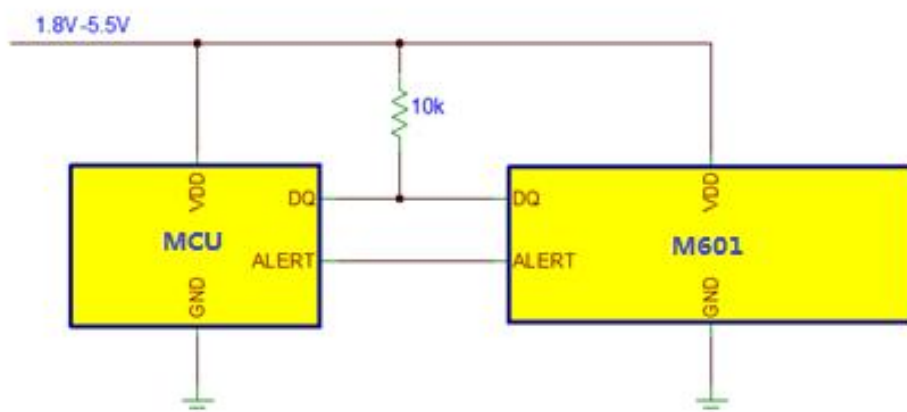 1.8V-5.5V
10k
VDD
DQ
MCU
ALERT
GND
VDD
DQ
M601
ALERT
GND